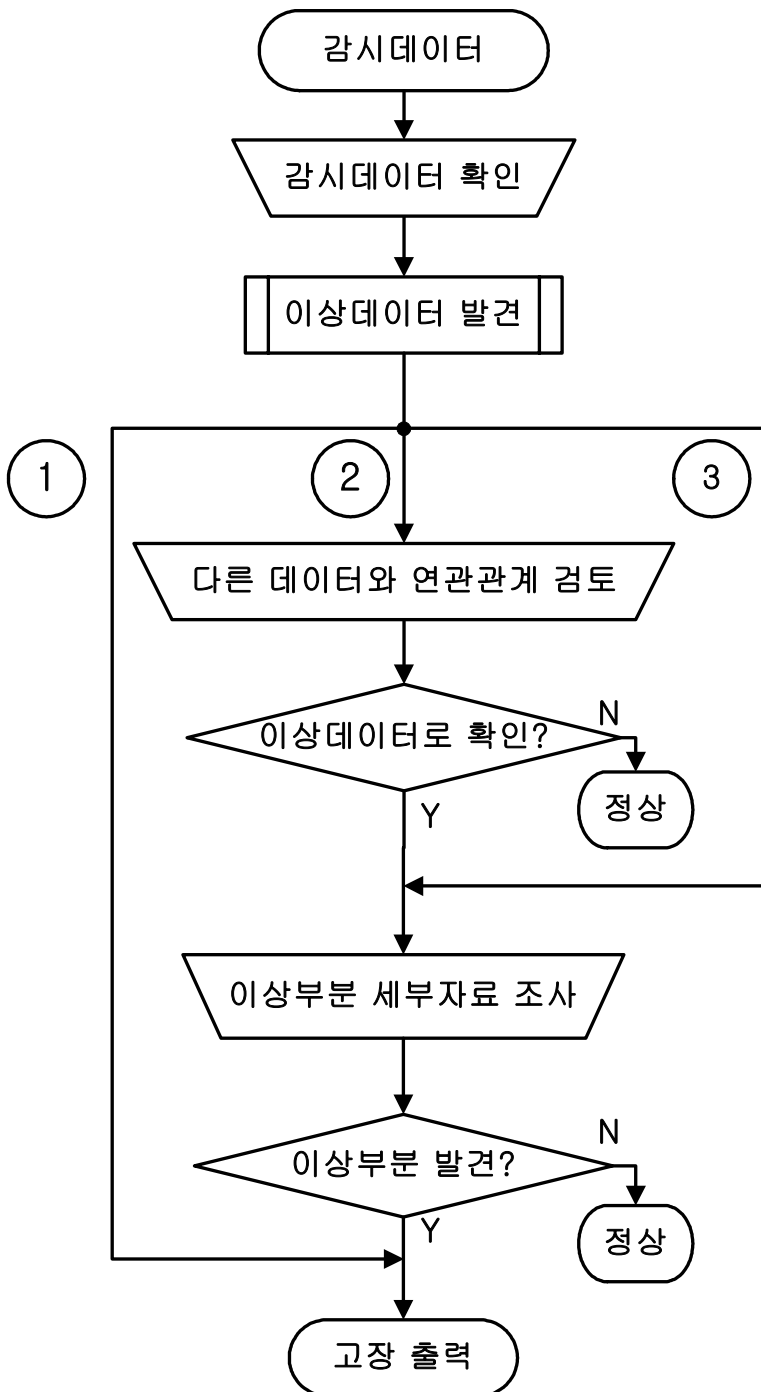 감시데이터
감시데이터 확인
이상데이터 발견
1
2
3
다른 데이터와 연관관계 검토
이상데이터로 확인?
N
정상
Y
이상부분 세부자료 조사
이상부분 발견?
N
정상
Y
고장 출력